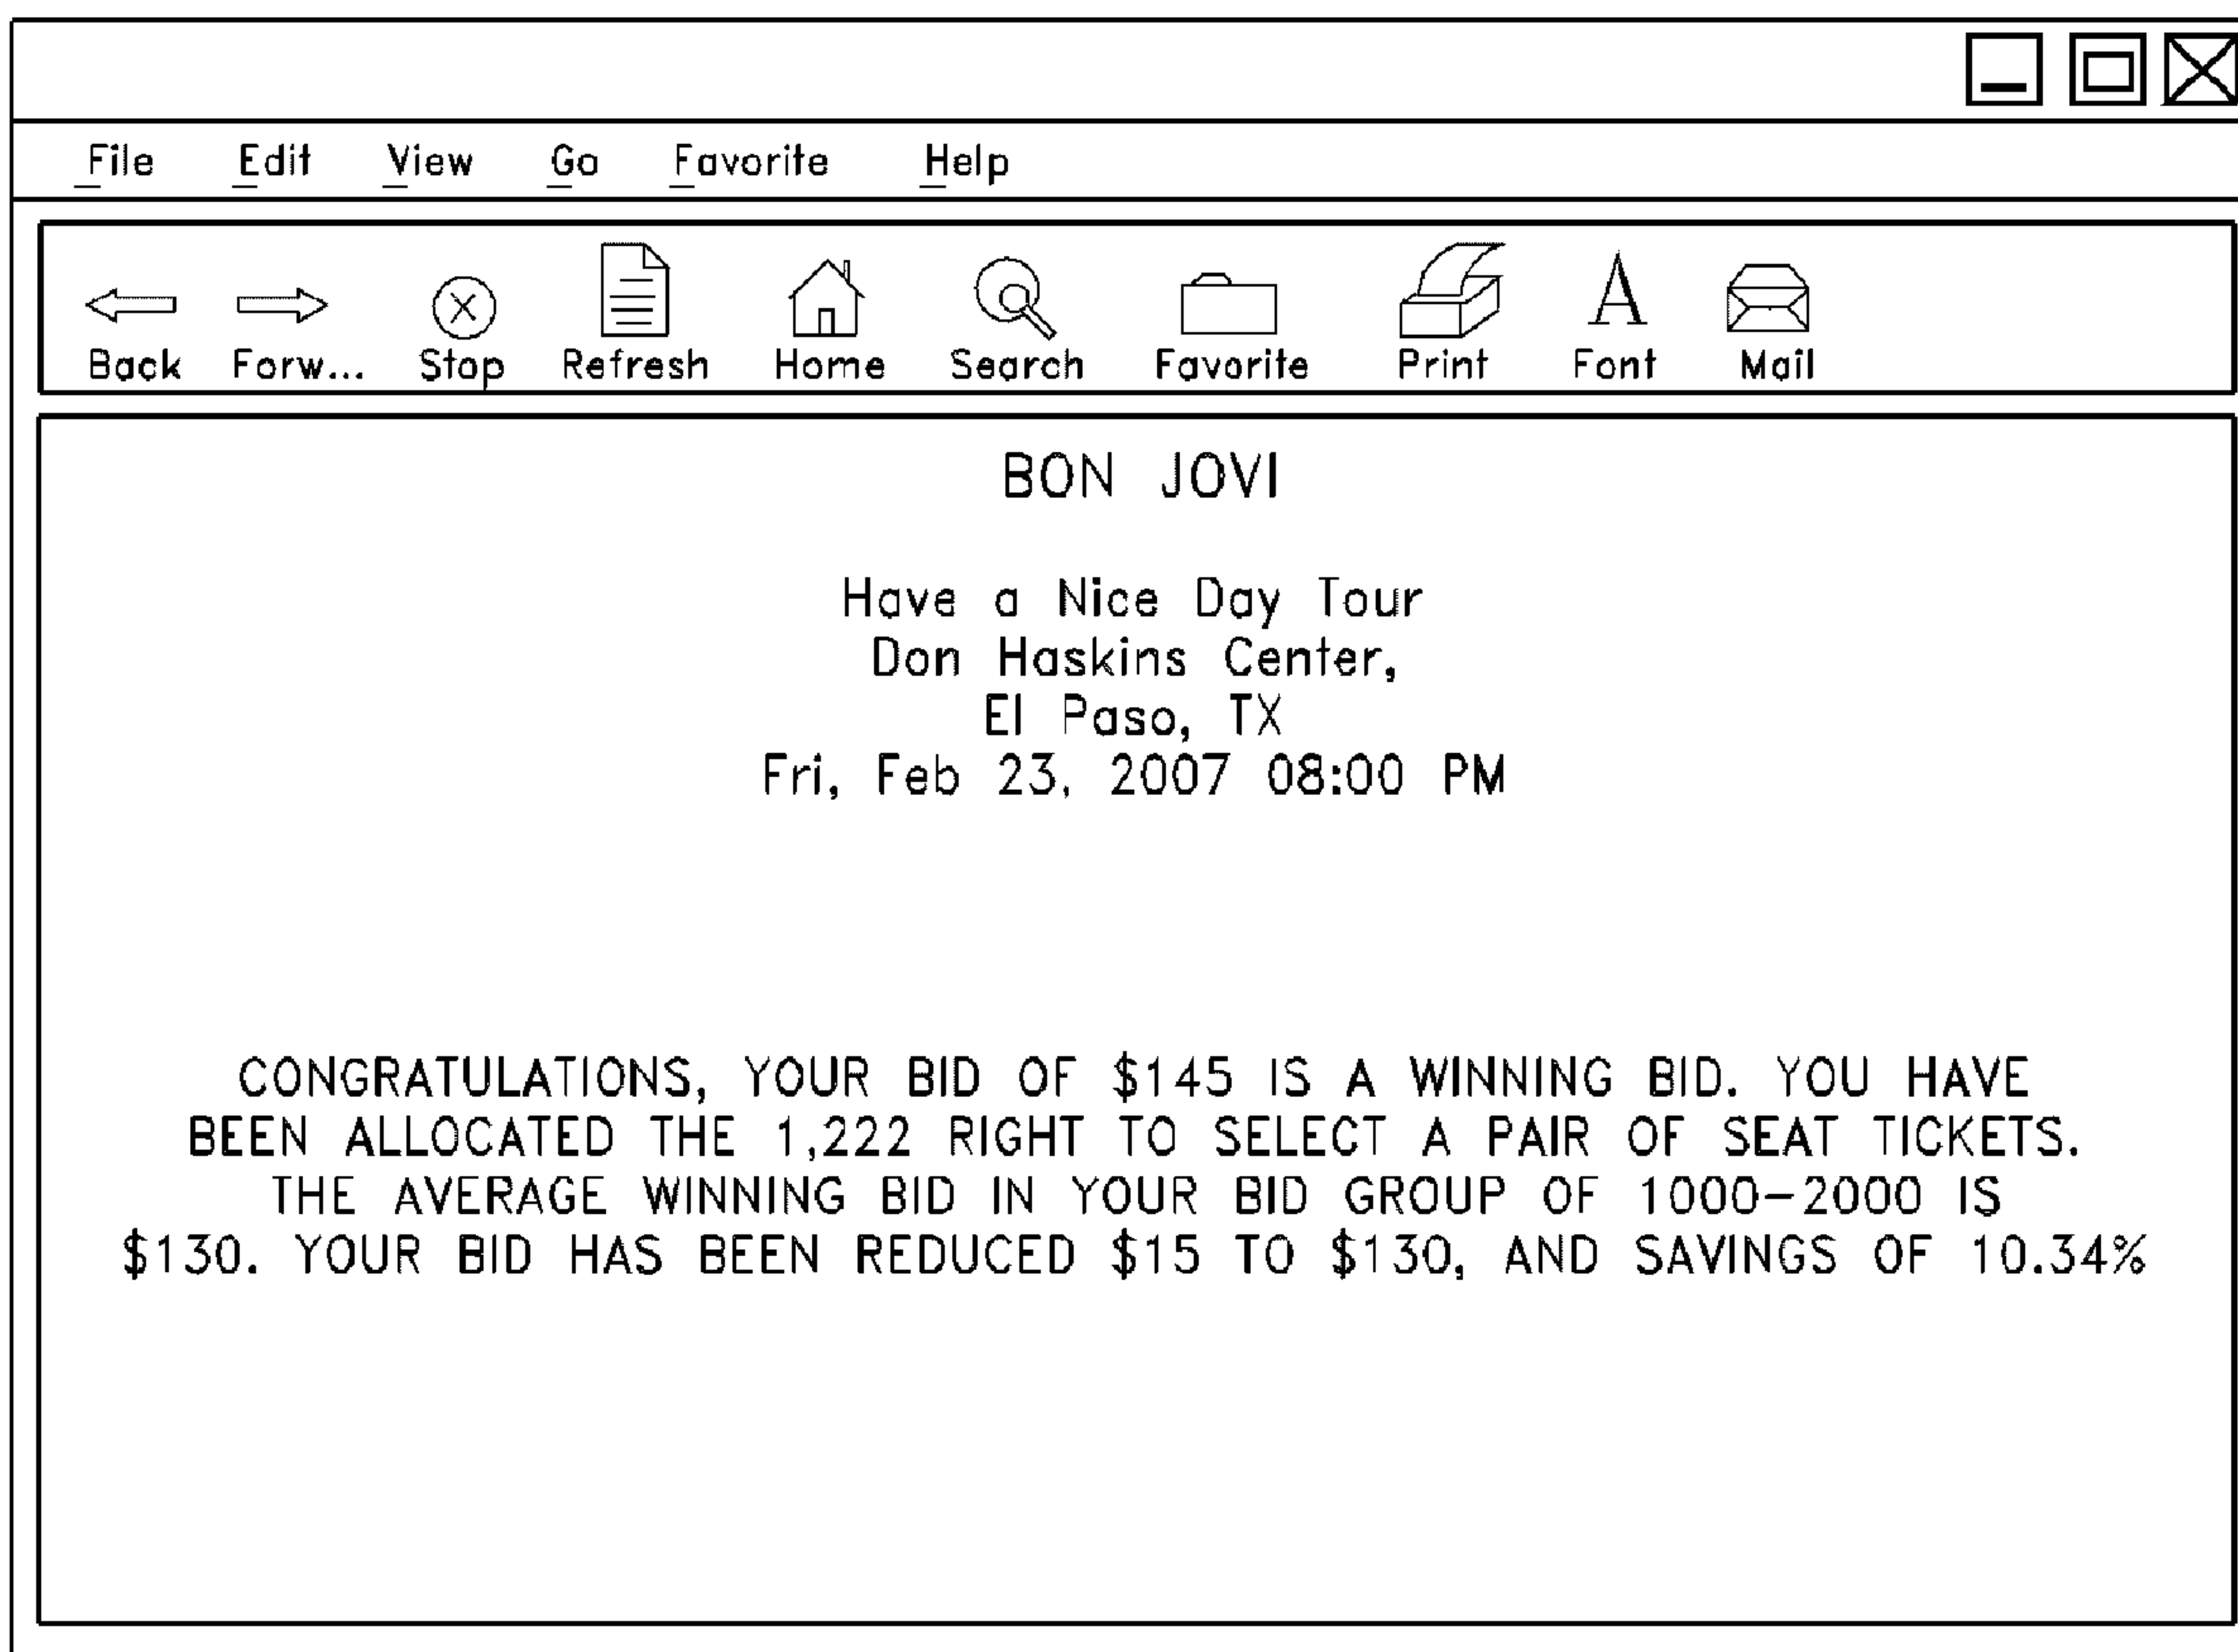 File Edit View Go Favorite Help
Back Forw... Stop Refresh Home Search Favorite Print Font Mail
BON JOVI
Have a Nice Day Tour
Don Haskins Center,
El Paso, TX
Fri, Feb 23, 2007 08:00 PM
CONGRATULATIONS, YOUR BID OF $145 IS A WINNING BID. YOU HAVE
BEEN ALLOCATED THE 1,222 RIGHT TO SELECT A PAIR OF SEAT TICKETS.
THE AVERAGE WINNING BID IN YOUR BID GROUP OF 1000-2000 IS
$130. YOUR BID HAS BEEN REDUCED $15 TO $130, AND SAVINGS OF 10.34%